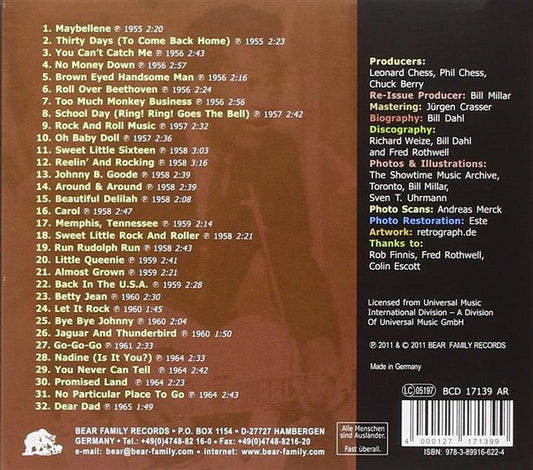 1. Maybellene ℗ 1955 2:20
2. Thirty Days (To Come Back Home) ℗ 1955 2:23
3. You Can't Catch Me ℗ 1956 2:43
4. No Money Down ℗ 1956 2:57
5. Brown Eyed Handsome Man ℗ 1956 2:16
6. Roll Over Beethoven ℗ 1956 2:24
7. Too Much Monkey Business ℗ 1956 2:56
8. School Day (Ring! Ring! Goes The Bell) ℗ 1957 2:42
9. Rock And Roll Music ℗ 1957 2:32
10. Oh Baby Doll ℗ 1957 2:36
11. Sweet Little Sixteen ℗ 1958 3:03
12. Reelin' And Rocking ℗ 1958 3:16
13. Johnny B. Goode ℗ 1958 2:39
14. Around & Around ℗ 1958 2:39
15. Beautiful Delilah ℗ 1958 2:08
16. Carol ℗ 1958 2:47
17. Memphis, Tennessee ℗ 1959 2:14
18. Sweet Little Rock And Roller ℗ 1958 2:21
19. Run Rudolph Run ℗ 1958 2:43
20. Little Queenie ℗ 1959 2:41
21. Almost Grown ℗ 1959 2:21
22. Back In The U.S.A. ℗ 1959 2:28
23. Betty Jean ℗ 1960 2:30
24. Let It Rock ℗ 1960 1:45
25. Bye Bye Johnny ℗ 1960 2:04
26. Jaguar And Thunderbird ℗ 1960 1:50
27. Go-Go-Go ℗ 1961 2:33
28. Nadine (Is It You?) ℗ 1964 2:33
29. You Never Can Tell ℗ 1964 2:42
30. Promised Land ℗ 1964 2:23
31. No Particular Place To Go ℗ 1964 2:43
32. Dear Dad ℗ 1965 1:49
BEAR FAMILY RECORDS • P.O. BOX 1154 • D-27727 HAMBERGEN
GERMANY • Tel.: +49(0)4748-82 16-0 • Fax: +49(0)4748-8216-20
e-mail: bear@bear-family.com • internet: www.bear-family.com
Alle Menschen
sind Ausländer.
Fast überall.
Producers:
Leonard Chess, Phil Chess,
Chuck Berry
Re-Issue Producer: Bill Millar
Mastering: Jürgen Crasser
Biography: Bill Dahl
Discography:
Richard Weize, Bill Dahl
and Fred Rothwell
Photos & Illustrations:
The Showtime Music Archive,
Toronto, Bill Millar,
Sven T. Uhrmann
Photo Scans: Andreas Merck
Photo Restoration: Este
Artwork: retrograph.de
Thanks to:
Rob Finnis, Fred Rothwell,
Colin Escott
Licensed from Universal Music
International Division – A Division
Of Universal Music GmbH
℗ 2011 & © 2011 BEAR FAMILY RECORDS
Made in Germany
LC 05197 BCD 17139 AR
4 000127 171399
ISBN: 978-3-89916-622-4